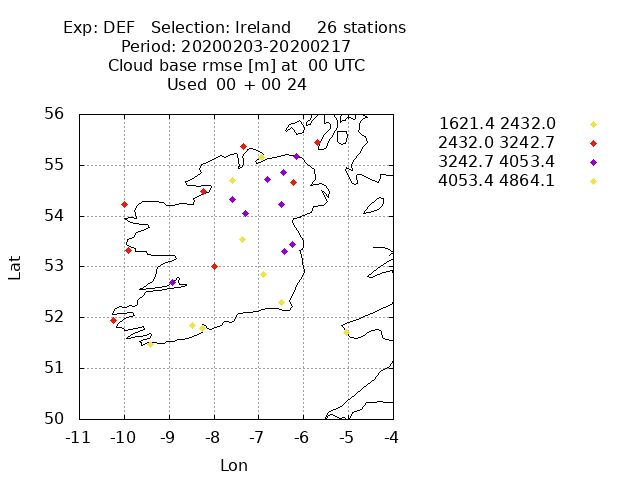 Exp: DEF   Selection: Ireland     26 stations
Period: 20200203-20200217
Cloud base rmse [m] at  00 UTC
Used  00 + 00 24
1621.4 2432.0
2432.0 3242.7
3242.7 4053.4
4053.4 4864.1
56
55
54
53
52
51
50
Lat
-11 -10 -9 -8 -7 -6 -5 -4
Lon